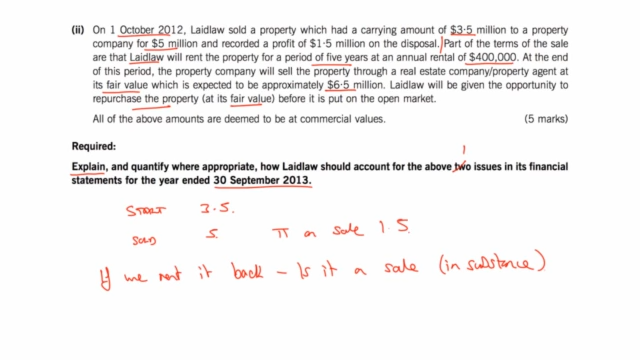 (ii) On 1 October 2012, Laidlaw sold a property which had a carrying amount of $3·5 million to a property
company for $5 million and recorded a profit of $1·5 million on the disposal. Part of the terms of the sale
are that Laidlaw will rent the property for a period of five years at an annual rental of $400,000. At the end
of this period, the property company will sell the property through a real estate company/property agent at
its fair value which is expected to be approximately $6·5 million. Laidlaw will be given the opportunity to
repurchase the property (at its fair value) before it is put on the open market.
All of the above amounts are deemed to be at commercial values. (5 marks)
Required:
1
Explain, and quantify where appropriate, how Laidlaw should account for the above two issues in its financial
statements for the year ended 30 September 2013.
START 3.5.
SOLD 5. π on sale 1.5.
If we rent it back – Is it a sale (in substance)